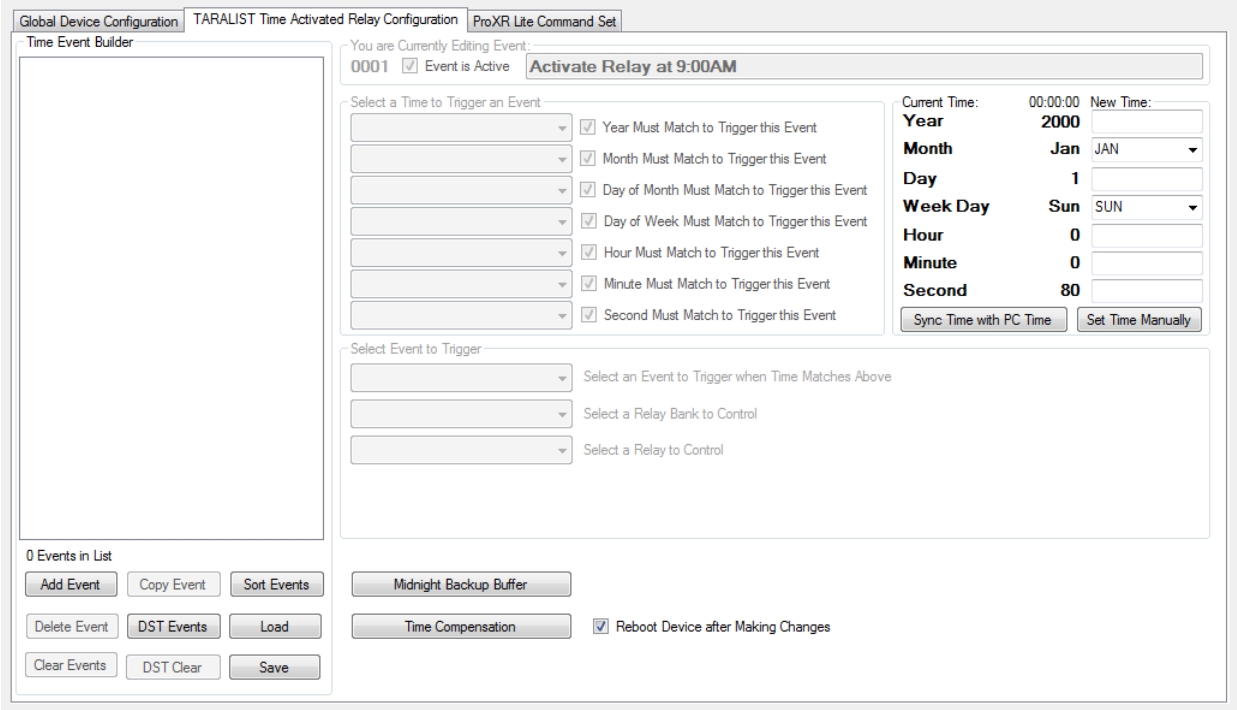 Global Device Configuration
TARALIST Time Activated Relay Configuration
ProXR Lite Command Set
Time Event Builder
0 Events in List
Add Event
Copy Event
Sort Events
Delete Event
DST Events
Load
Clear Events
DST Clear
Save
You are Currently Editing Event:
0001
Event is Active
Activate Relay at 9:00AM
Select a Time to Trigger an Event
Year Must Match to Trigger this Event
Month Must Match to Trigger this Event
Day of Month Must Match to Trigger this Event
Day of Week Must Match to Trigger this Event
Hour Must Match to Trigger this Event
Minute Must Match to Trigger this Event
Second Must Match to Trigger this Event
Current Time: 00:00:00 New Time:
Year 2000
Month Jan JAN
Day 1
Week Day Sun SUN
Hour 0
Minute 0
Second 80
Sync Time with PC Time
Set Time Manually
Select Event to Trigger
Select an Event to Trigger when Time Matches Above
Select a Relay Bank to Control
Select a Relay to Control
Midnight Backup Buffer
Time Compensation
Reboot Device after Making Changes